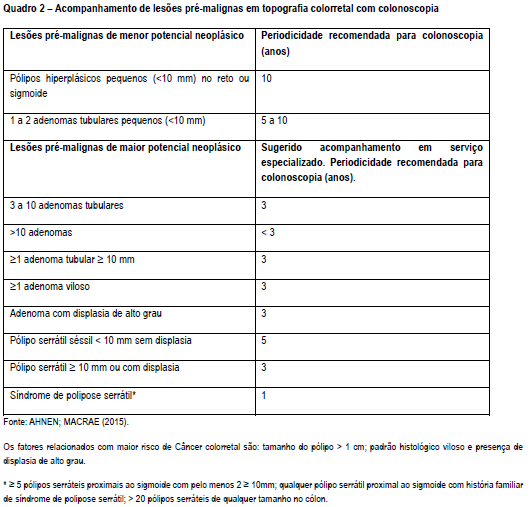 Quadro 2 – Acompanhamento de lesões pré-malignas em topografia colorretal com colonoscopia
Lesões pré-malignas de menor potencial neoplásico
Periodicidade recomendada para colonoscopia
(anos)
Pólipos hiperplásicos pequenos (<10 mm) no reto ou
sigmoide
10
1 a 2 adenomas tubulares pequenos (<10 mm)
5 a 10
Lesões pré-malignas de maior potencial neoplásico
Sugerido acompanhamento em serviço
especializado. Periodicidade recomendada para
colonoscopia (anos).
3 a 10 adenomas tubulares
3
>10 adenomas
< 3
≥1 adenoma tubular ≥ 10 mm
3
≥1 adenoma viloso
3
Adenoma com displasia de alto grau
3
Pólipo serrátil séssil < 10 mm sem displasia
5
Pólipo serrátil ≥ 10 mm ou com displasia
3
Síndrome de polipose serrátil*
1
Fonte: AHNEN; MACRAE (2015).
Os fatores relacionados com maior risco de Câncer colorretal são: tamanho do pólipo > 1 cm; padrão histológico viloso e presença de
displasia de alto grau.
* ≥ 5 pólipos serráteis proximais ao sigmoide com pelo menos 2 ≥ 10mm; qualquer pólipo serrátil proximal ao sigmoide com história familiar
de síndrome de polipose serrátil; > 20 pólipos serráteis de qualquer tamanho no cólon.